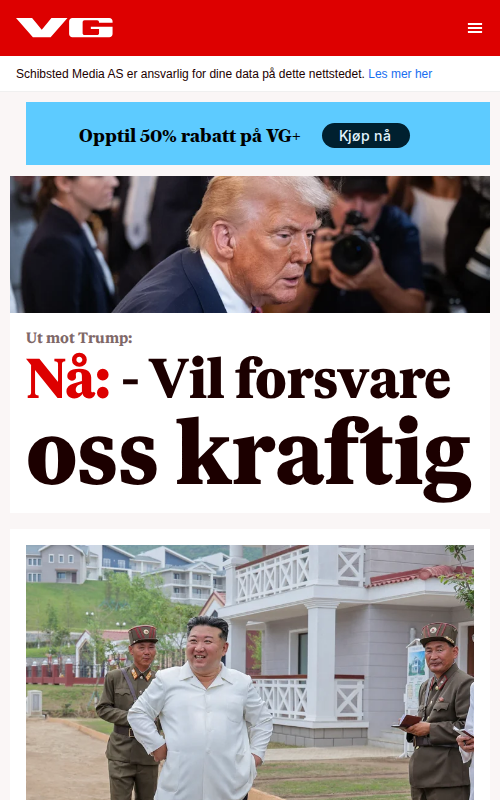 VG
Schibsted Media AS er ansvarlig for dine data på dette nettstedet. Les mer her
Opptil 50% rabatt på VG+
Kjøp nå
Ut mot Trump:
Nå: - Vil forsvare
oss kraftig